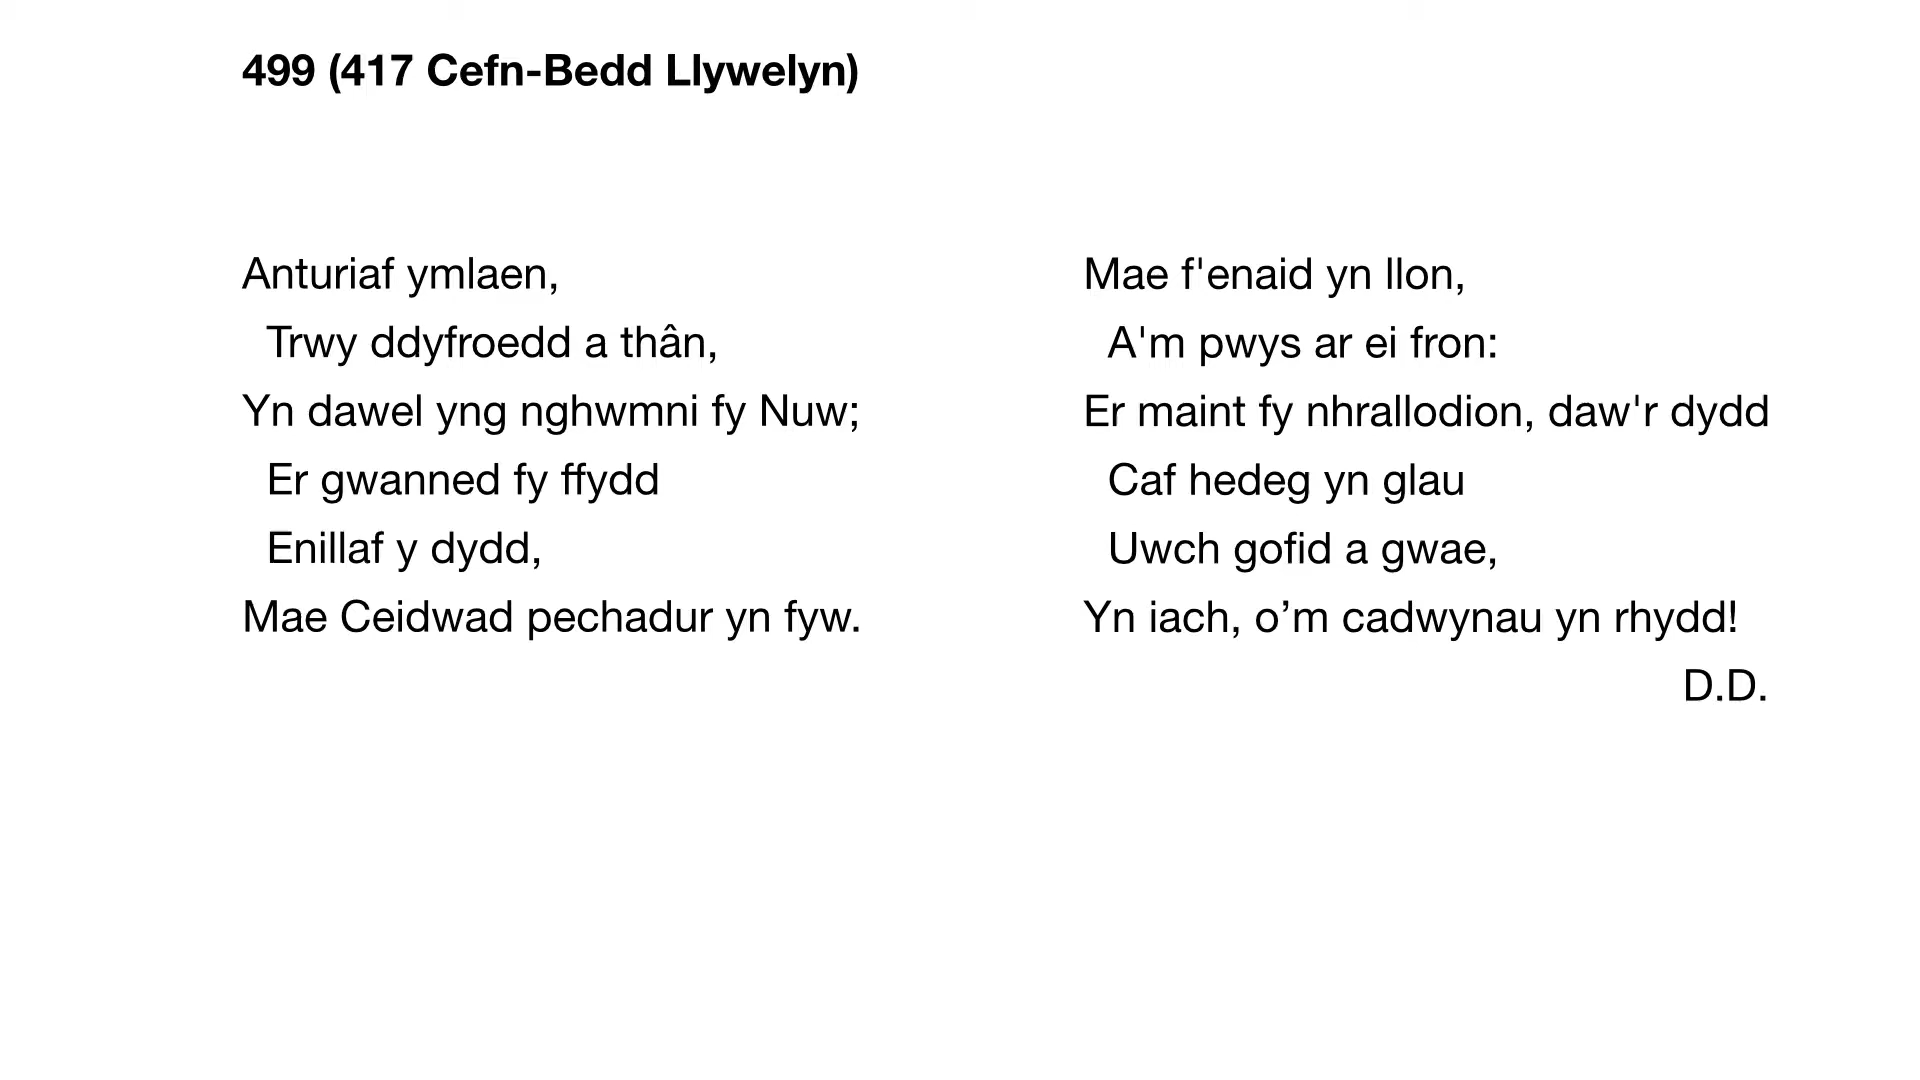 499 (417 Cefn-Bedd Llywelyn)
Anturiaf ymlaen,
Trwy ddyfroedd a thân,
Yn dawel yng nghwmni fy Nuw;
Er gwanned fy ffydd
Enillaf y dydd,
Mae Ceidwad pechadur yn fyw.
Mae f'enaid yn llon,
A'm pwys ar ei fron:
Er maint fy nhrallodion, daw'r dydd
Caf hedeg yn glau
Uwch gofid a gwae,
Yn iach, o’m cadwynau yn rhydd!
D.D.